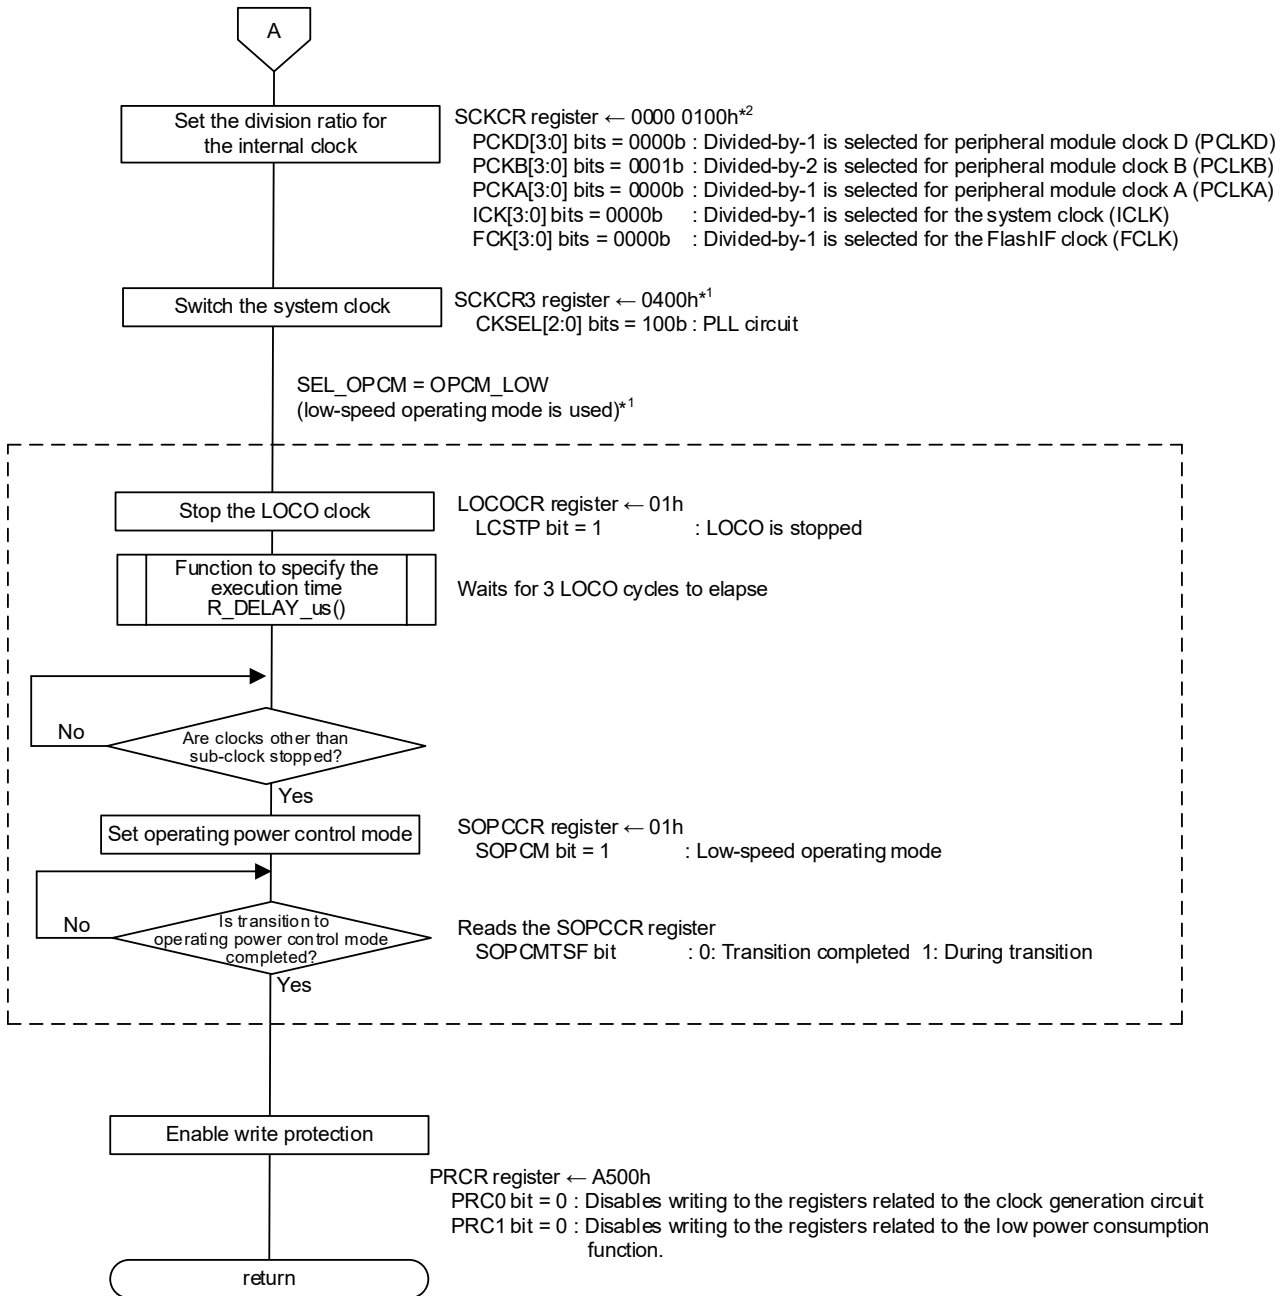 A
Set the division ratio for
the internal clock
SCKCR register ← 0000 0100h*2
PCKD[3:0] bits = 0000b : Divided-by-1 is selected for peripheral module clock D (PCLKD)
PCKB[3:0] bits = 0001b : Divided-by-2 is selected for peripheral module clock B (PCLKB)
PCKA[3:0] bits = 0000b : Divided-by-1 is selected for peripheral module clock A (PCLKA)
ICK[3:0] bits = 0000b : Divided-by-1 is selected for the system clock (ICLK)
FCK[3:0] bits = 0000b : Divided-by-1 is selected for the FlashIF clock (FCLK)
Switch the system clock
SCKCR3 register ← 0400h*1
CKSEL[2:0] bits = 100b : PLL circuit
SEL_OPCM = OPCM_LOW
(low-speed operating mode is used)*1
Stop the LOCO clock
LOCOCR register ← 01h
LCSTP bit = 1 : LOCO is stopped
Function to specify the
execution time
R_DELAY_us()
Waits for 3 LOCO cycles to elapse
No
Are clocks other than
sub-clock stopped?
Yes
Set operating power control mode
SOPCCR register ← 01h
SOPCM bit = 1 : Low-speed operating mode
No
Is transition to
operating power control mode
completed?
Reads the SOPCCR register
SOPCMTSF bit : 0: Transition completed 1: During transition
Yes
Enable write protection
PRCR register ← A500h
PRC0 bit = 0 : Disables writing to the registers related to the clock generation circuit
PRC1 bit = 0 : Disables writing to the registers related to the low power consumption
function.
return